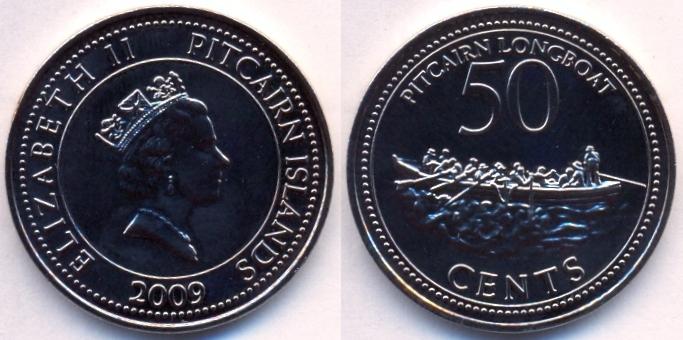 ELIZABETH II PITCAIRN ISLANDS
2009
PITCAIRN LONGBOAT
50
CENTS